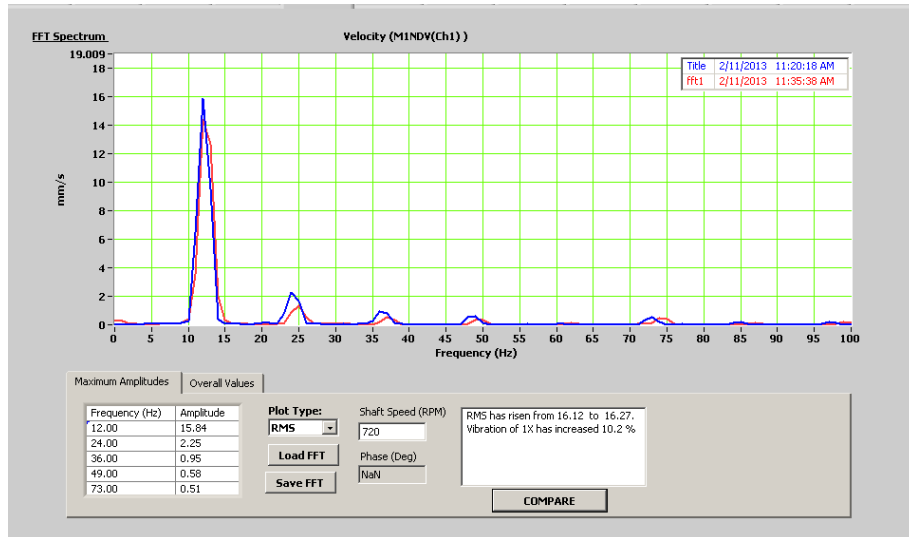 FFT Spectrum
Velocity (M1NDV(Ch1) )
19.009
18
16
14
12
10
8
6
4
2
0
mm/s
Title 2/11/2013 11:20:18 AM
fft1 2/11/2013 11:35:38 AM
0 5 10 15 20 25 30 35 40 45 50 55 60 65 70 75 80 85 90 95 100
Frequency (Hz)
Maximum Amplitudes Overall Values
Frequency (Hz) Amplitude
12.00 15.84
24.00 2.25
36.00 0.95
49.00 0.58
73.00 0.51
Plot Type:
RMS
Load FFT
Save FFT
Shaft Speed (RPM)
720
Phase (Deg)
NaN
RMS has risen from 16.12 to 16.27.
Vibration of 1X has increased 10.2 %
COMPARE